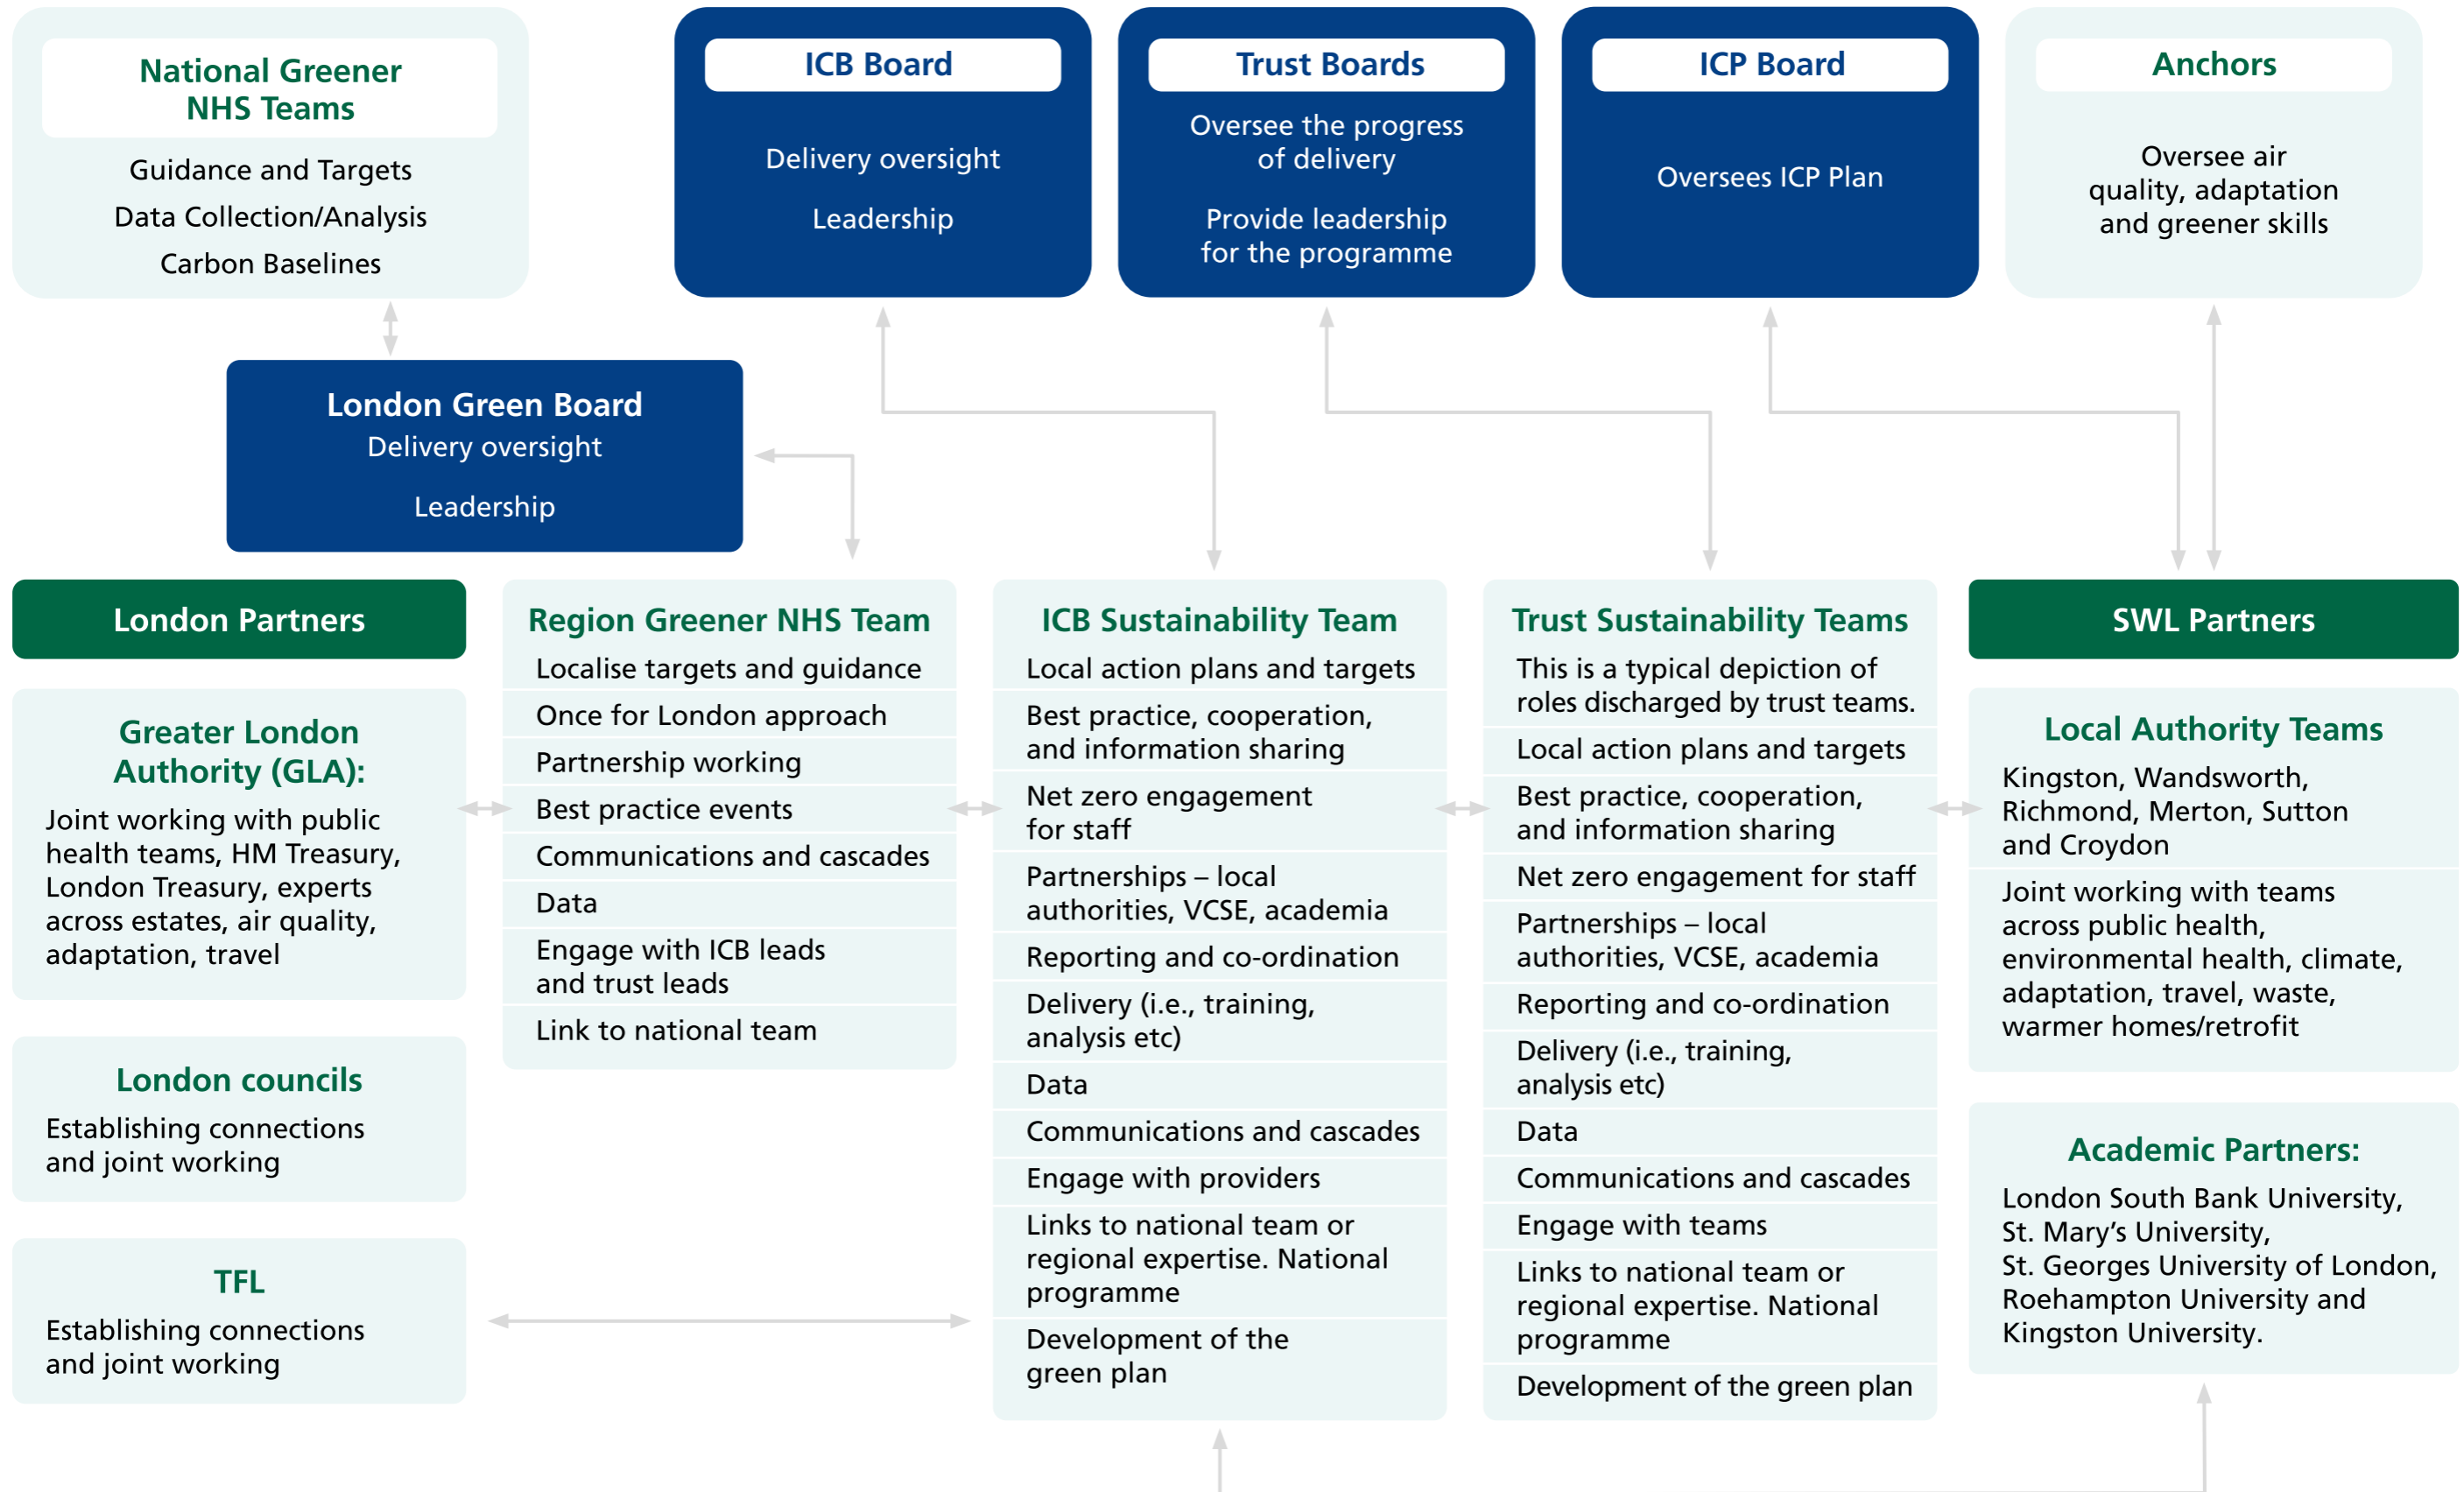 National Greener
NHS Teams
Guidance and Targets
Data Collection/Analysis
Carbon Baselines
ICB Board
Delivery oversight
Leadership
Trust Boards
Oversee the progress
of delivery
Provide leadership
for the programme
ICP Board
Oversees ICP Plan
Anchors
Oversee air
quality, adaptation
and greener skills
London Green Board
Delivery oversight
Leadership
London Partners
Greater London
Authority (GLA):
Joint working with public
health teams, HM Treasury,
London Treasury, experts
across estates, air quality,
adaptation, travel
London councils
Establishing connections
and joint working
TFL
Establishing connections
and joint working
Region Greener NHS Team
Localise targets and guidance
Once for London approach
Partnership working
Best practice events
Communications and cascades
Data
Engage with ICB leads
and trust leads
Link to national team
ICB Sustainability Team
Local action plans and targets
Best practice, cooperation,
and information sharing
Net zero engagement
for staff
Partnerships – local
authorities, VCSE, academia
Reporting and co-ordination
Delivery (i.e., training,
analysis etc)
Data
Communications and cascades
Engage with providers
Links to national team or
regional expertise. National
programme
Development of the
green plan
Trust Sustainability Teams
This is a typical depiction of
roles discharged by trust teams.
Local action plans and targets
Best practice, cooperation,
and information sharing
Net zero engagement for staff
Partnerships – local
authorities, VCSE, academia
Reporting and co-ordination
Delivery (i.e., training,
analysis etc)
Data
Communications and cascades
Engage with teams
Links to national team or
regional expertise. National
programme
Development of the green plan
SWL Partners
Local Authority Teams
Kingston, Wandsworth,
Richmond, Merton, Sutton
and Croydon
Joint working with teams
across public health,
environmental health, climate,
adaptation, travel, waste,
warmer homes/retrofit
Academic Partners:
London South Bank University,
St. Mary’s University,
St. Georges University of London,
Roehampton University and
Kingston University.